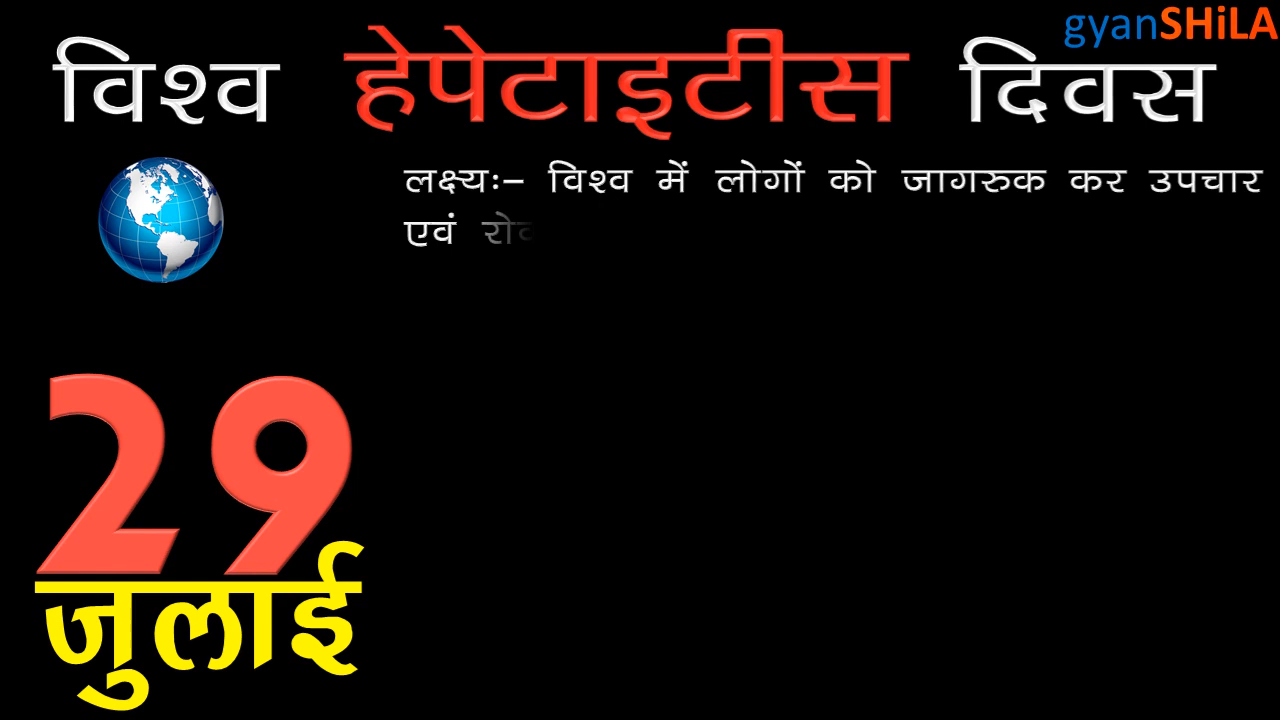 gyanSHiLA
विश्व हेपेटाइटीस दिवस
लक्ष्यः– विश्व में लोगों को जागरुक कर उपचार
एवं
29
जुलाई